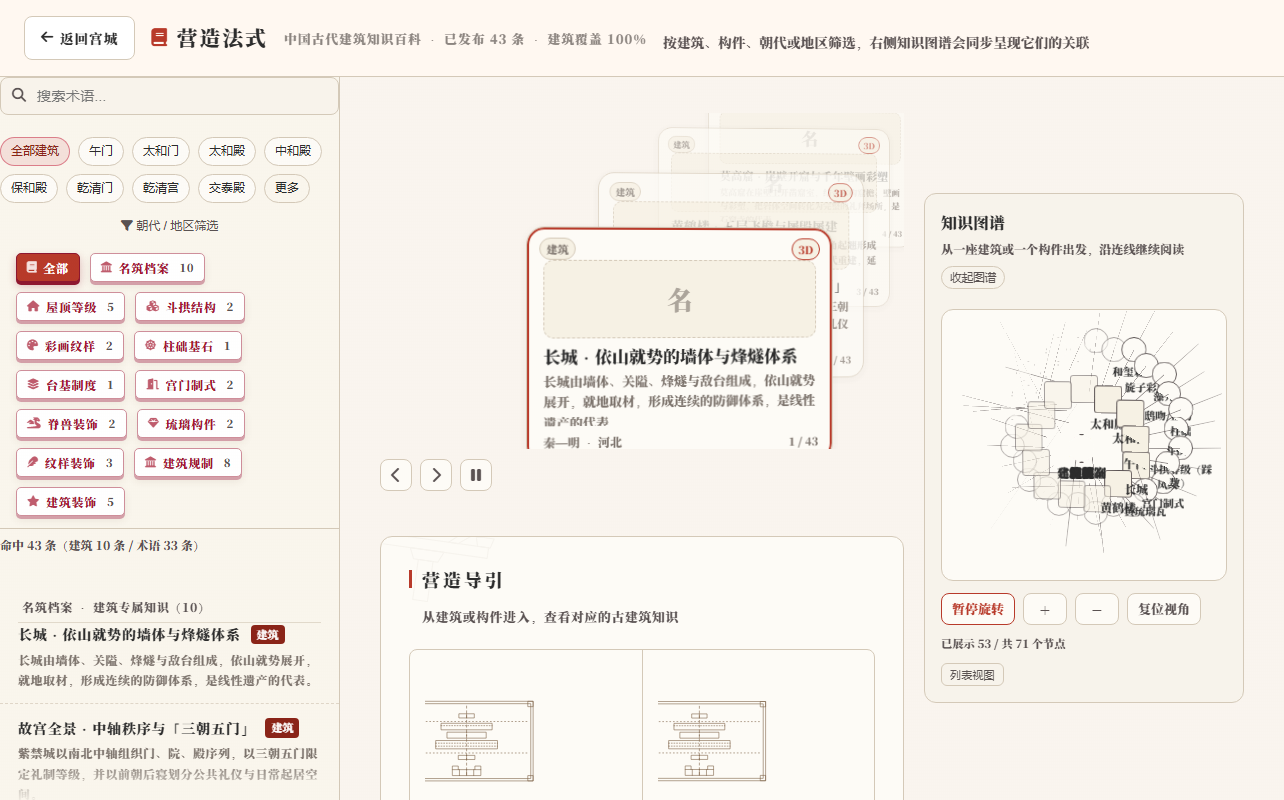 返回宫城
营造法式
中国古代建筑知识百科 · 已发布 43 条 · 建筑覆盖 100%
按建筑、构件、朝代或地区筛选，右侧知识图谱会同步呈现它们的关联
搜索术语...
全部建筑 午门 太和门 太和殿 中和殿
保和殿 乾清门 乾清宫 交泰殿 更多
朝代 / 地区筛选
全部 名筑档案 10
屋顶等级 5 斗拱结构 2
彩画纹样 2 柱础基石 1
台基制度 1 宫门制式 2
脊兽装饰 2 琉璃构件 2
纹样装饰 3 建筑规制 8
建筑装饰 5
命中 43 条（建筑 10 条 / 术语 33 条）
名筑档案 · 建筑专属知识（10）
长城 · 依山就势的墙体与烽燧体系 建筑
长城由墙体、关隘、烽燧与敌台组成，依山就势展开，
就地取材，形成连续的防御体系，是线性遗产的代表。
故宫全景 · 中轴秩序与「三朝五门」 建筑
紫禁城以南北中轴组织门、院、殿序列，以三朝五门限
定礼制等级，并以前朝后寝划分公共礼仪与日常起居空
间。
建筑 3D
建筑 3D
建筑 3D
名
长城 · 依山就势的墙体与烽燧体系
长城由墙体、关隘、烽燧与敌台组成，依山就势
展开，就地取材，形成连续的防御体系，是线性
遗产的代表。
秦—明 · 河北 1 / 43
营造导引
从建筑或构件进入，查看对应的古建筑知识
知识图谱
从一座建筑或一个构件出发，沿连线继续阅读
收起图谱
旋子彩
长城
黄鹤楼
宫门制式
暂停旋转 + − 复位视角
已展示 53 / 共 71 个节点
列表视图